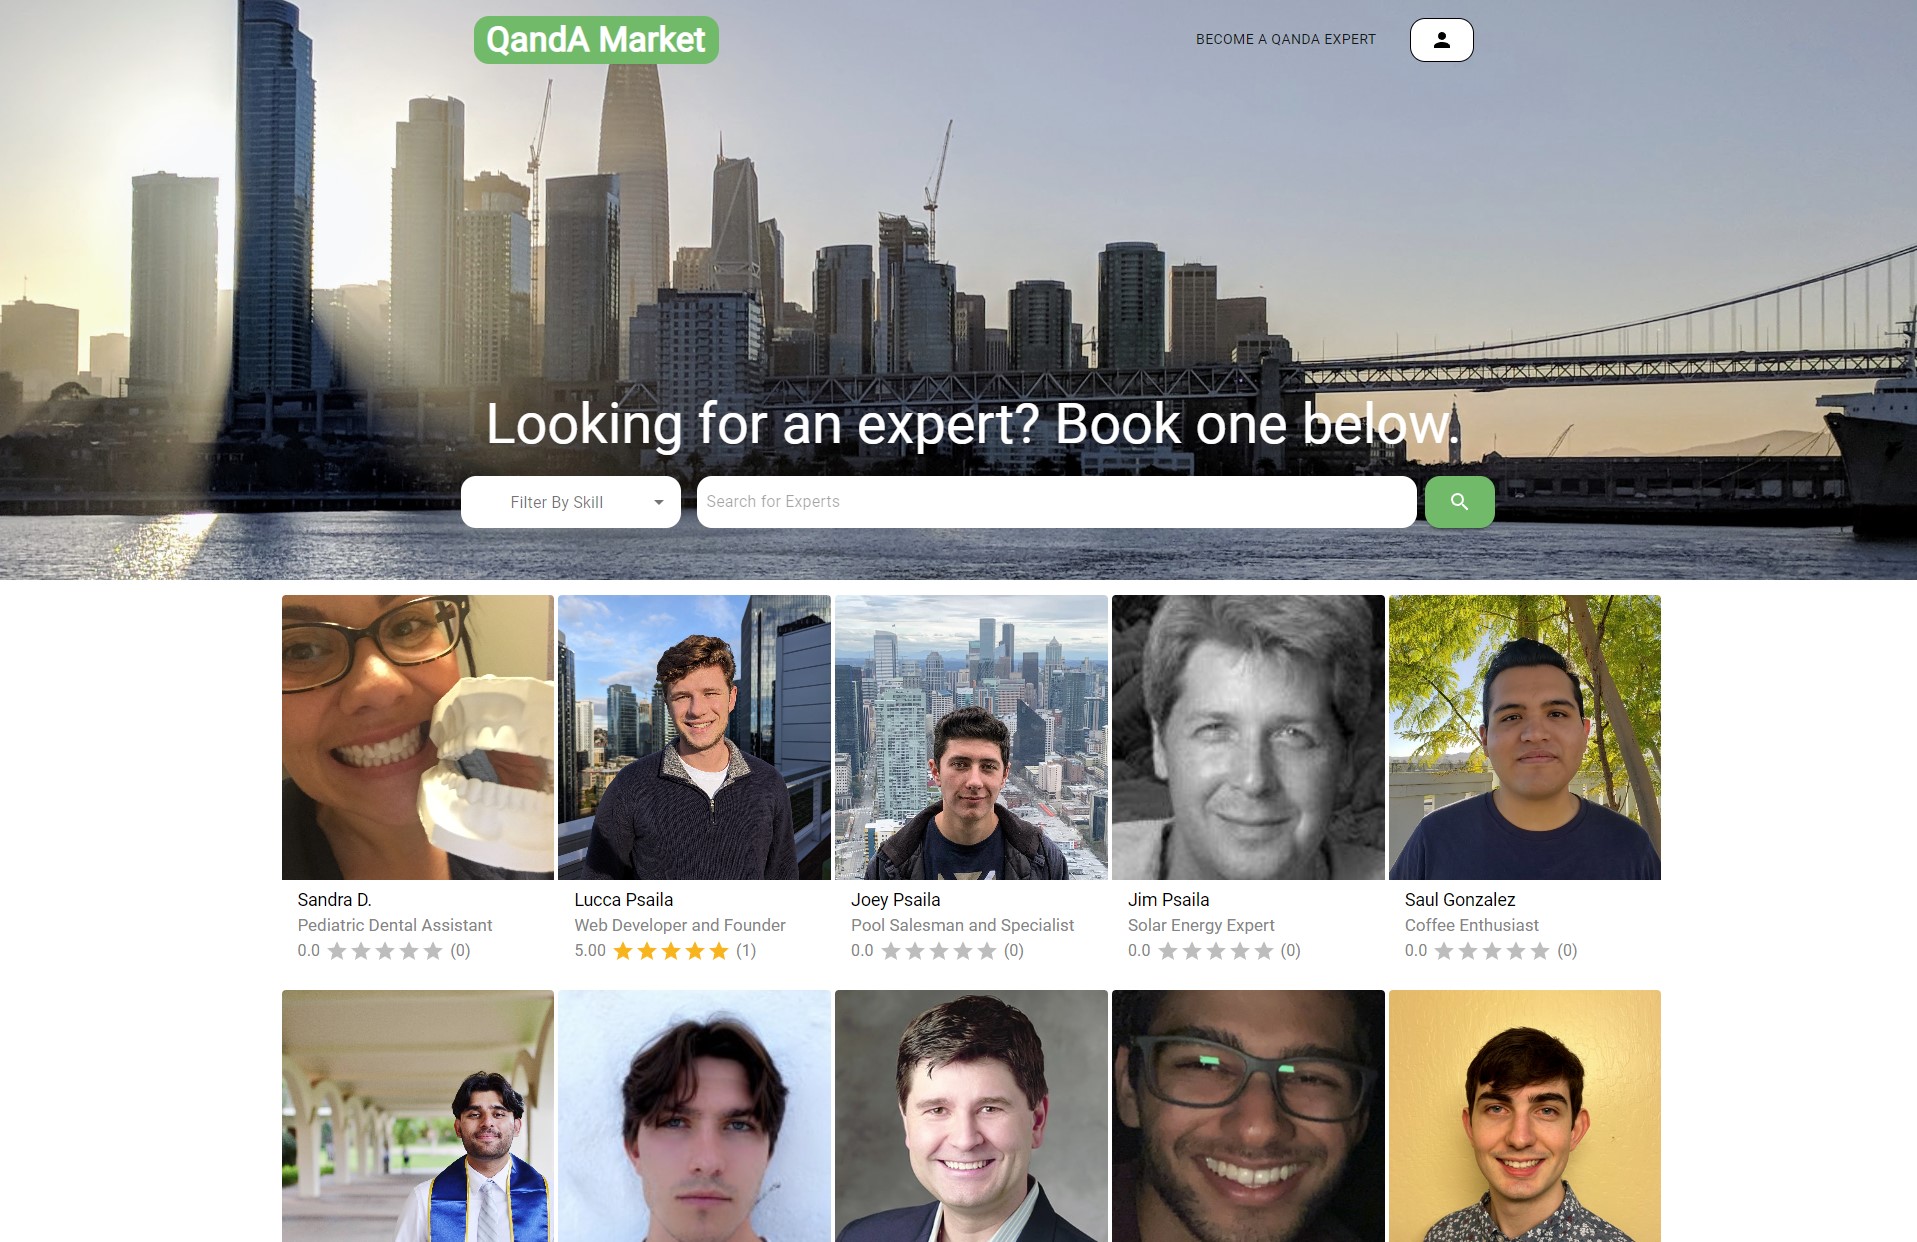 QandA Market
BECOME A QANDA EXPERT
Looking for an expert? Book one below.
Filter By Skill
Search for Experts
Sandra D.
Pediatric Dental Assistant
0.0 (0)
Lucca Psaila
Web Developer and Founder
5.00 (1)
Joey Psaila
Pool Salesman and Specialist
0.0 (0)
Jim Psaila
Solar Energy Expert
0.0 (0)
Saul Gonzalez
Coffee Enthusiast
0.0 (0)